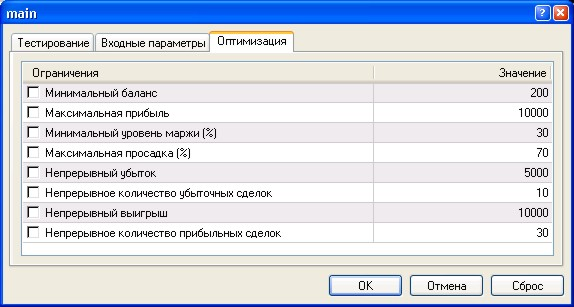 main
Тестирование Входные параметры Оптимизация
Ограничения Значение
Минимальный баланс 200
Максимальная прибыль 10000
Минимальный уровень маржи (%) 30
Максимальная просадка (%) 70
Непрерывный убыток 5000
Непрерывное количество убыточных сделок 10
Непрерывный выигрыш 10000
Непрерывное количество прибыльных сделок 30
OK Отмена Сброс